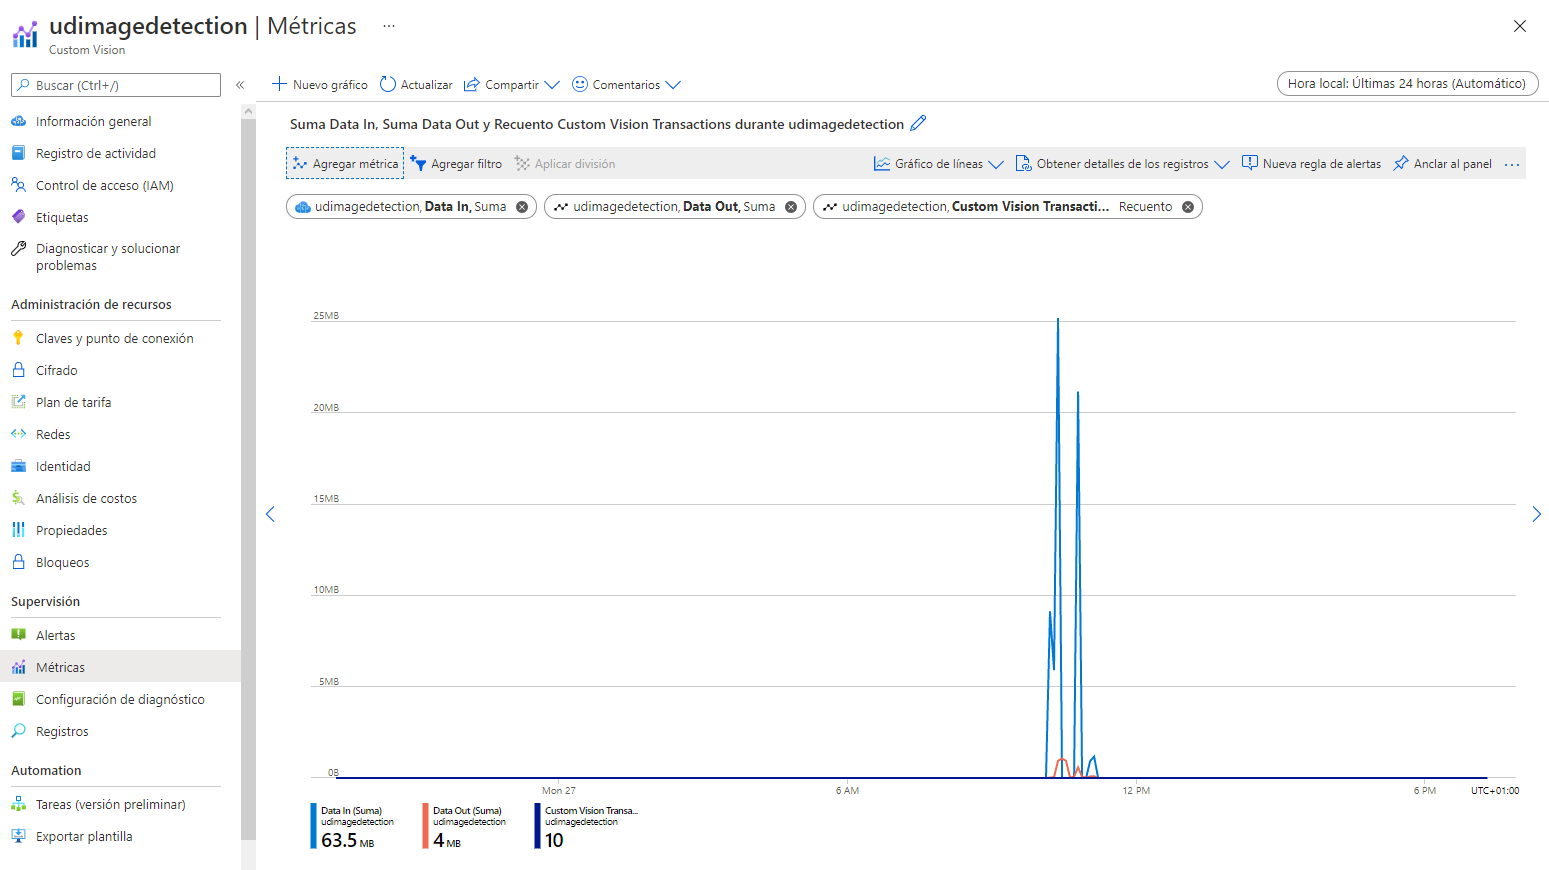 udimagedetection | Métricas ...
Custom Vision
Buscar (Ctrl+/)
«
Información general
Registro de actividad
Control de acceso (IAM)
Etiquetas
Diagnosticar y solucionar
problemas
Administración de recursos
Claves y punto de conexión
Cifrado
Plan de tarifa
Redes
Identidad
Análisis de costos
Propiedades
Bloqueos
Supervisión
Alertas
Métricas
Configuración de diagnóstico
Registros
Automation
Tareas (versión preliminar)
Exportar plantilla
Nuevo gráfico Actualizar Compartir Comentarios Hora local: Últimas 24 horas (Automático)
Suma Data In, Suma Data Out y Recuento Custom Vision Transactions durante udimagedetection
Agregar métrica Agregar filtro Aplicar división Gráfico de líneas Obtener detalles de los registros Nueva regla de alertas Anclar al panel ...
udimagedetection, Data In, Suma udimagedetection, Data Out, Suma udimagedetection, Custom Vision Transacti... Recuento
25MB
20MB
15MB
10MB
5MB
0B
Mon 27 6 AM 12 PM 6 PM UTC+01:00
Data In (Suma)
udimagedetection
63.5 MB
Data Out (Suma)
udimagedetection
4 MB
Custom Vision Transa...
udimagedetection
10